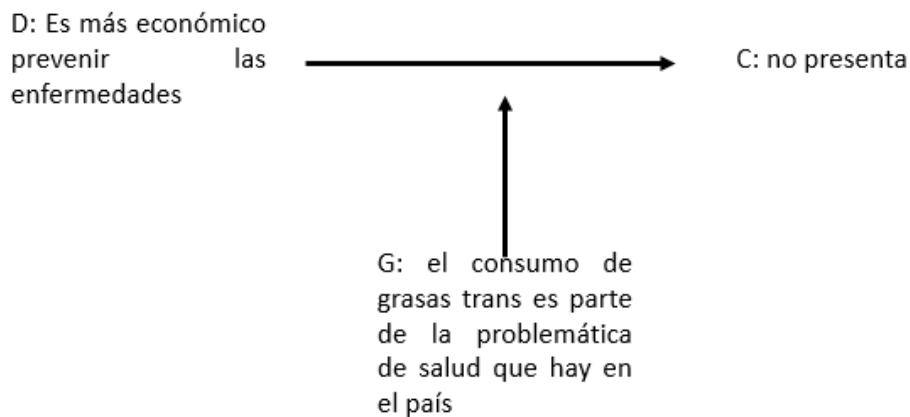 D: Es más económico
prevenir las
enfermedades
C: no presenta
G: el consumo de
grasas trans es parte
de la problemática
de salud que hay en
el país